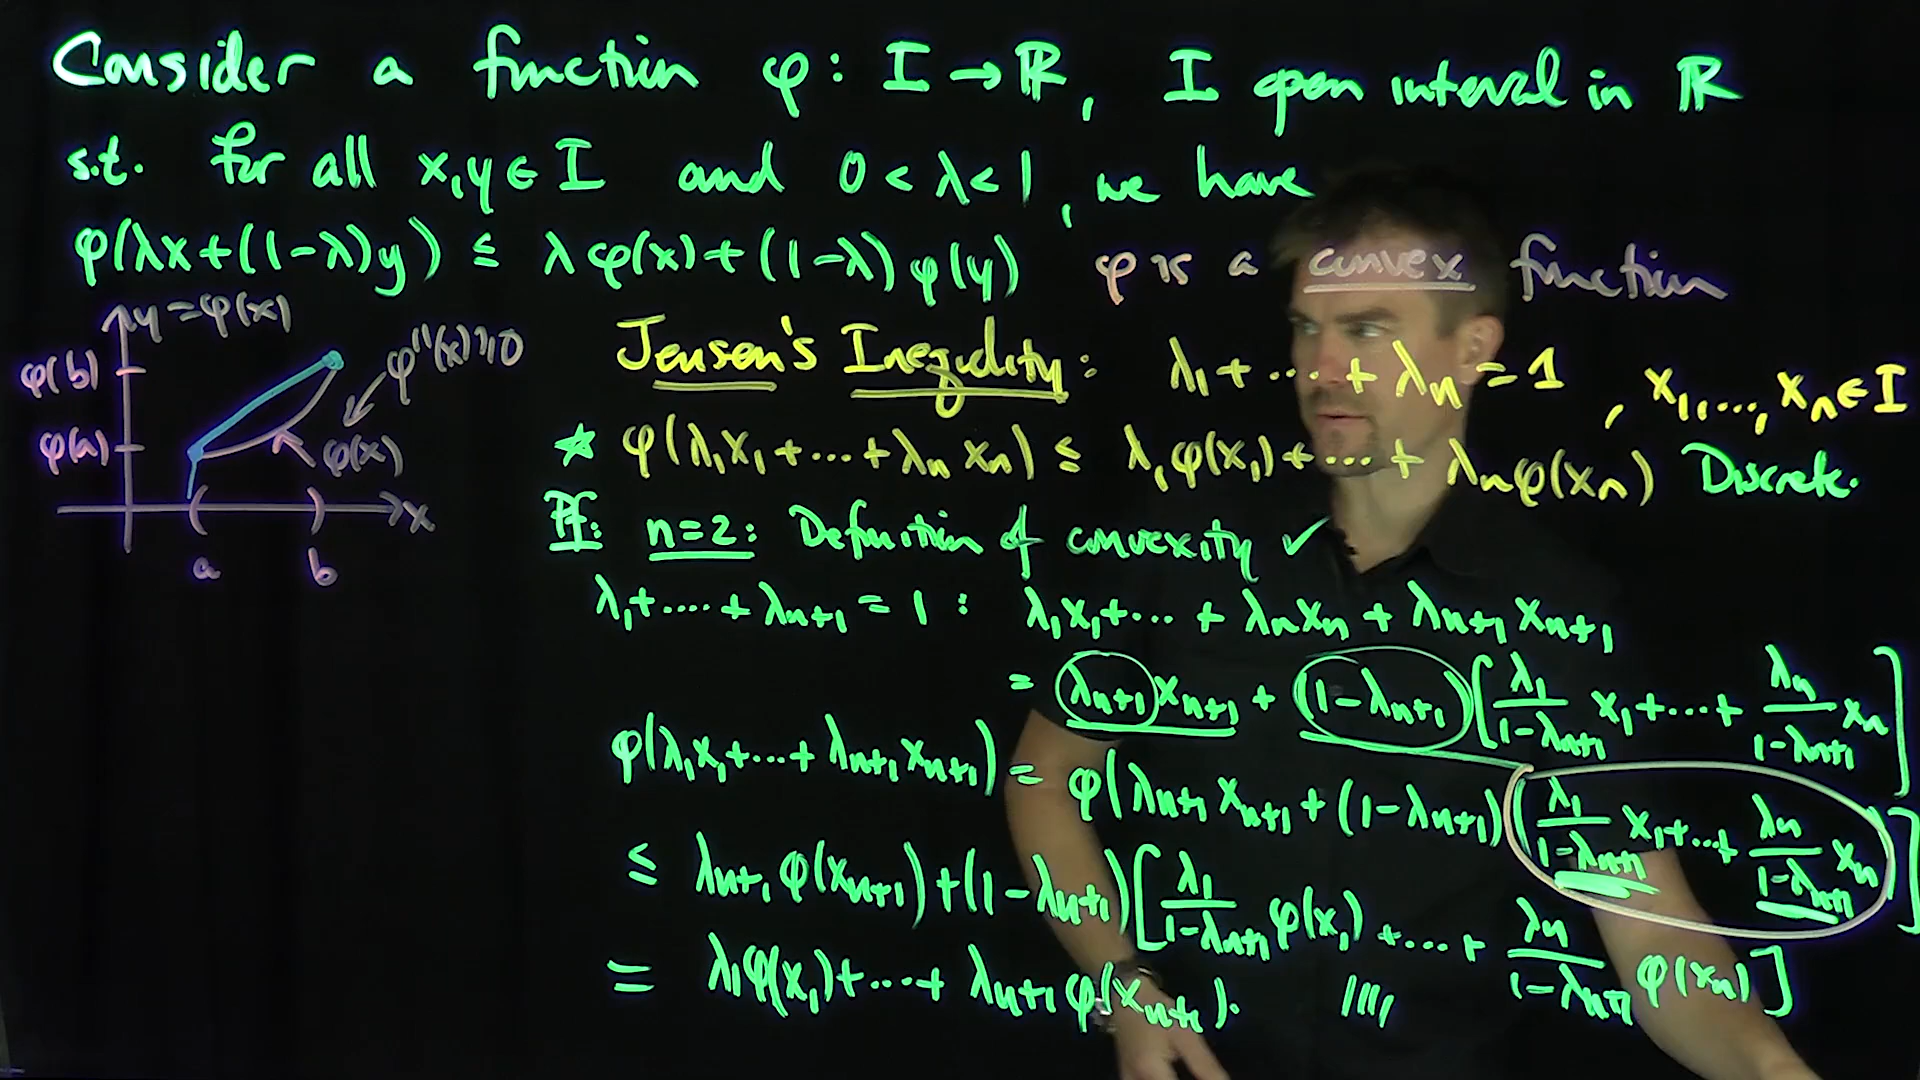 Consider a function φ: I → ℝ, I open interval in ℝ
s.t. for all x,y ∈ I and 0 < λ < 1, we have
φ(λx+(1-λ)y) ≤ λφ(x)+(1-λ)φ(y) φ is a convex function
y=φ(x)
φ''(x)≥0
φ(b)
φ(a)
φ(x)
x
a b
Jensen's Inequality: λ₁+...+λₙ=1, x₁,...,xₙ∈I
☆ φ(λ₁x₁+...+λₙxₙ) ≤ λ₁φ(x₁)+...+λₙφ(xₙ) Discrete.
Pf: n=2: Definition of convexity ✓
λ₁+....+λₙ₊₁=1: λ₁x₁+...+λₙxₙ+λₙ₊₁xₙ₊₁
= λₙ₊₁xₙ₊₁+(1-λₙ₊₁)[λ₁/(1-λₙ₊₁) x₁+...+λₙ/(1-λₙ₊₁) xₙ]
φ(λ₁x₁+...+λₙ₊₁xₙ₊₁) = φ(λₙ₊₁xₙ₊₁+(1-λₙ₊₁)(λ₁/(1-λₙ₊₁) x₁+...+λₙ/(1-λₙ₊₁) xₙ)]
≤ λₙ₊₁φ(xₙ₊₁)+(1-λₙ₊₁)[λ₁/(1-λₙ₊₁) φ(x₁)+...+λₙ/(1-λₙ₊₁) φ(xₙ)]
= λ₁φ(x₁)+...+λₙ₊₁φ(xₙ₊₁). ////